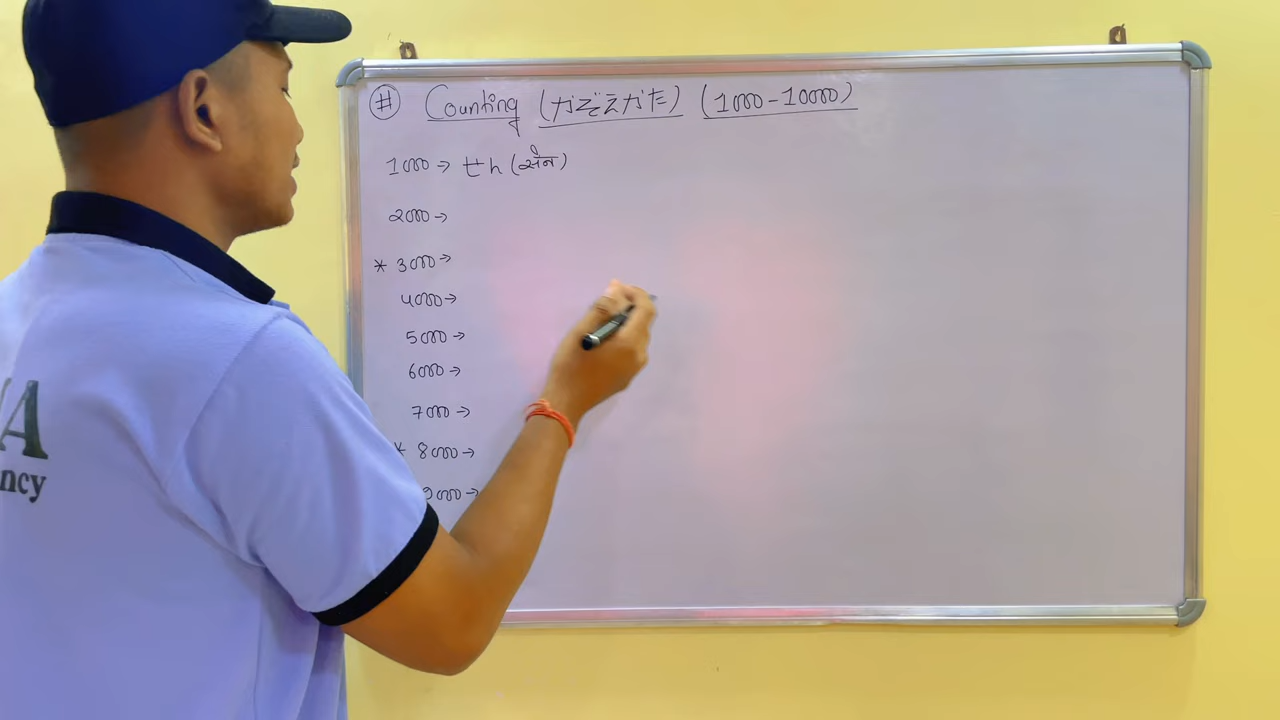 # Counting (かぞえかた) (1000-10000)
1000 → せん (सेन)
2000 →
* 3000 →
4000 →
5000 →
6000 →
7000 →
* 8000 →
9000 →
A
ncy